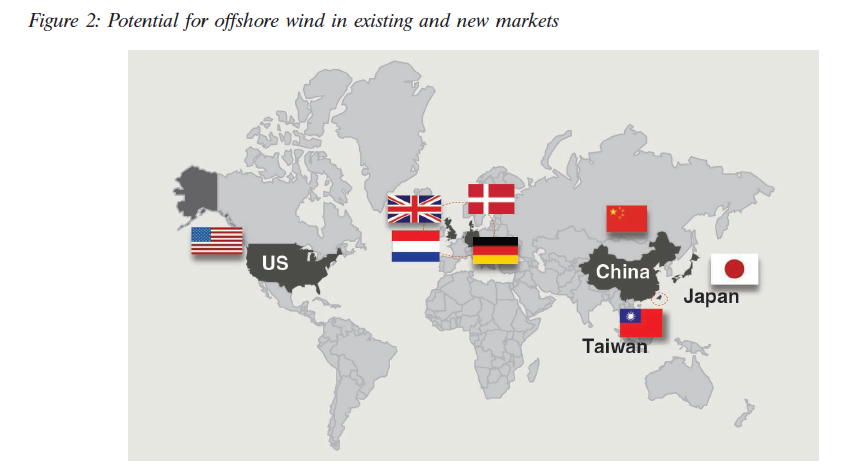 Figure 2: Potential for offshore wind in existing and new markets
US
China
Japan
Taiwan